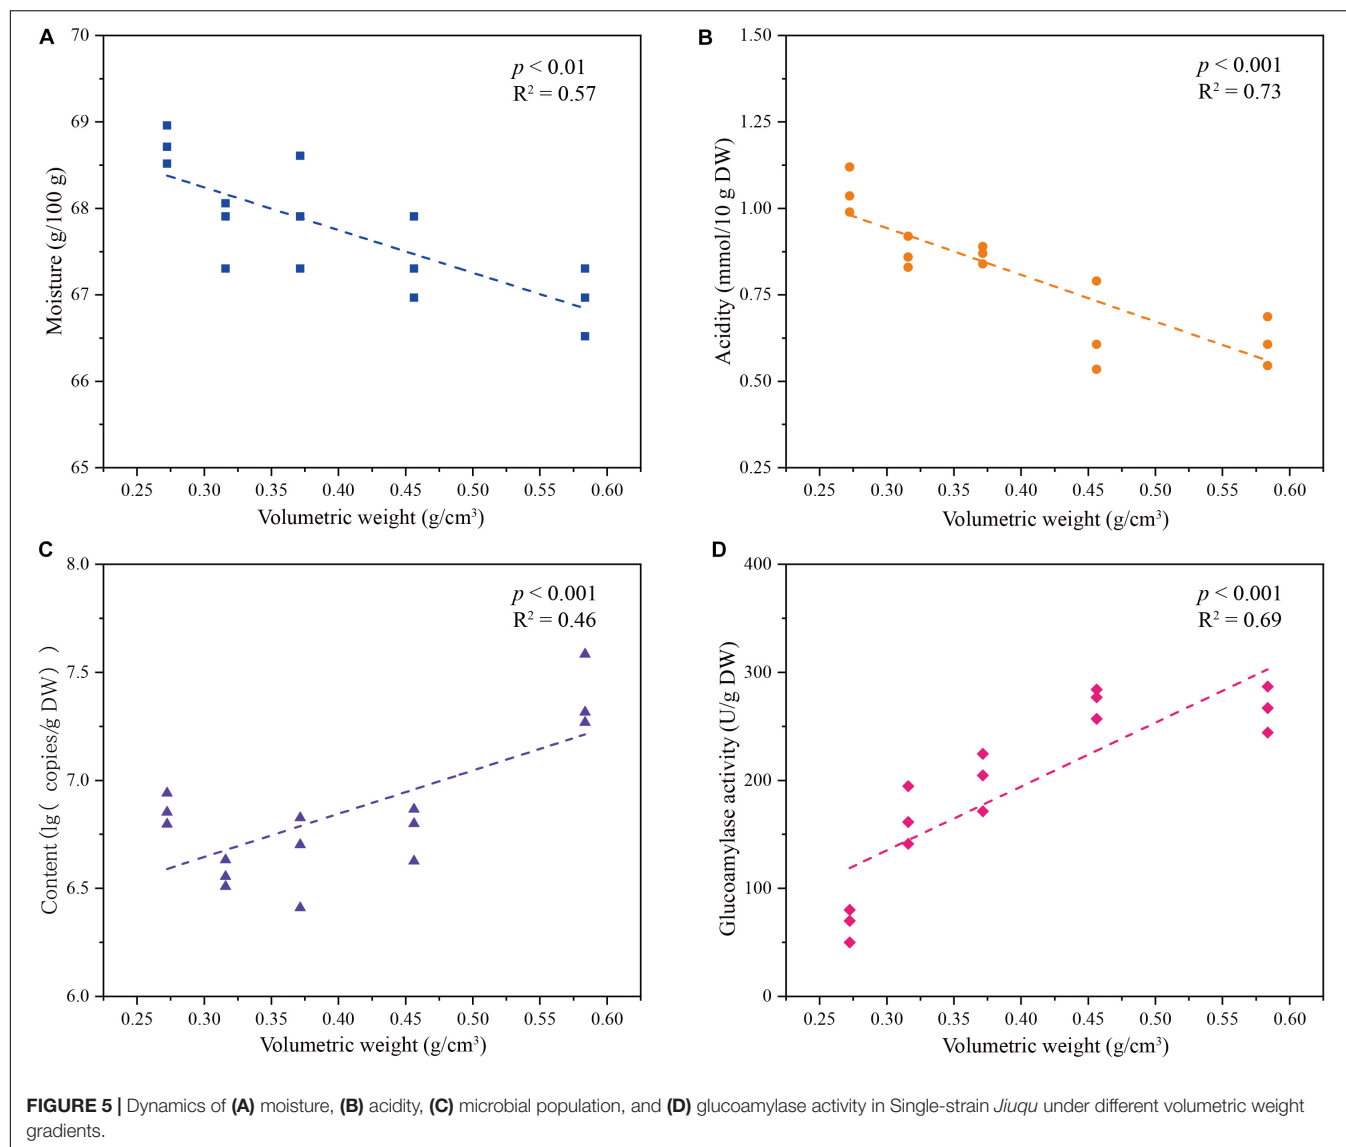 A
70
69
68
67
66
65
Moisture (g/100 g)
p < 0.01
R² = 0.57
0.25 0.30 0.35 0.40 0.45 0.50 0.55 0.60
Volumetric weight (g/cm³)
B
1.50
1.25
1.00
0.75
0.50
0.25
Acidity (mmol/10 g DW)
p < 0.001
R² = 0.73
0.25 0.30 0.35 0.40 0.45 0.50 0.55 0.60
Volumetric weight (g/cm³)
C
8.0
7.5
7.0
6.5
6.0
Content (lg( copies/g DW) )
p < 0.001
R² = 0.46
0.25 0.30 0.35 0.40 0.45 0.50 0.55 0.60
Volumetric weight (g/cm³)
D
400
300
200
100
0
Glucoamylase activity (U/g DW)
p < 0.001
R² = 0.69
0.25 0.30 0.35 0.40 0.45 0.50 0.55 0.60
Volumetric weight (g/cm³)
FIGURE 5 | Dynamics of (A) moisture, (B) acidity, (C) microbial population, and (D) glucoamylase activity in Single-strain Jiuqu under different volumetric weight
gradients.